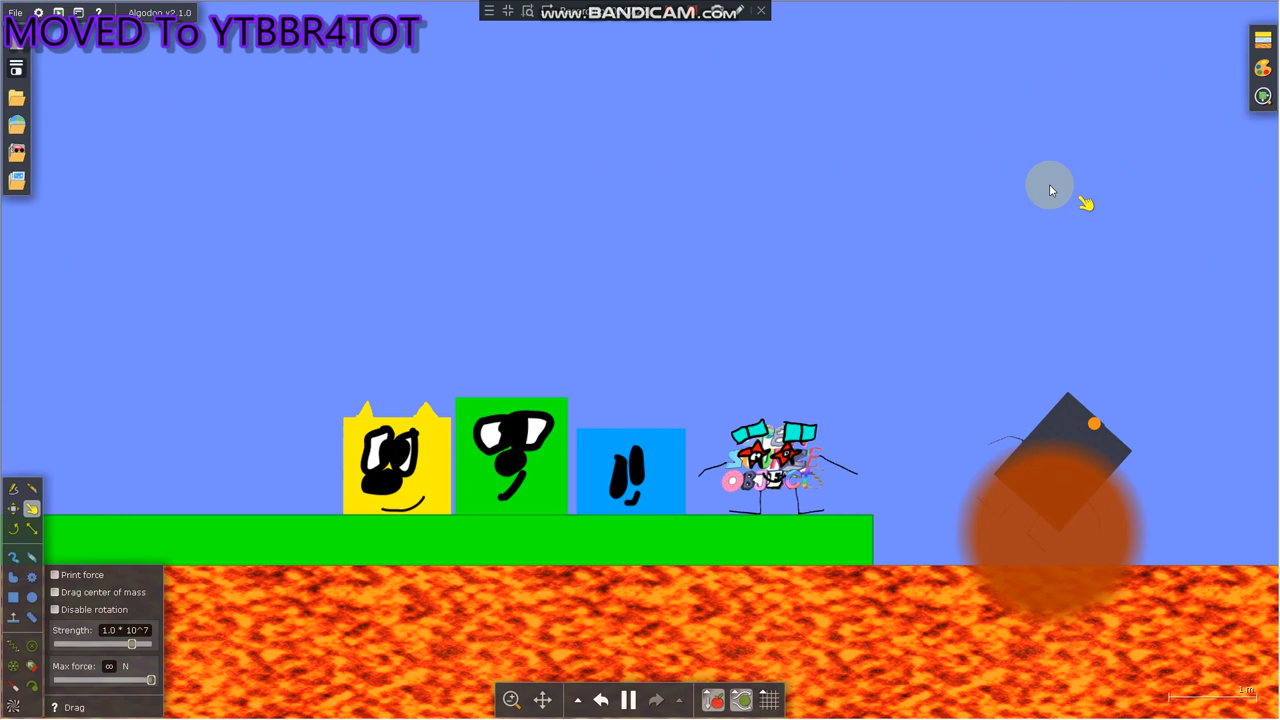 File ? Algodoo v2.1.0
www.BANDICAM.com
MOVED To YTBBR4TOT
OBJECT
Print force
Drag center of mass
Disable rotation
Strength: 1.0 * 10^7
Max force: ∞ N
? Drag
1 m